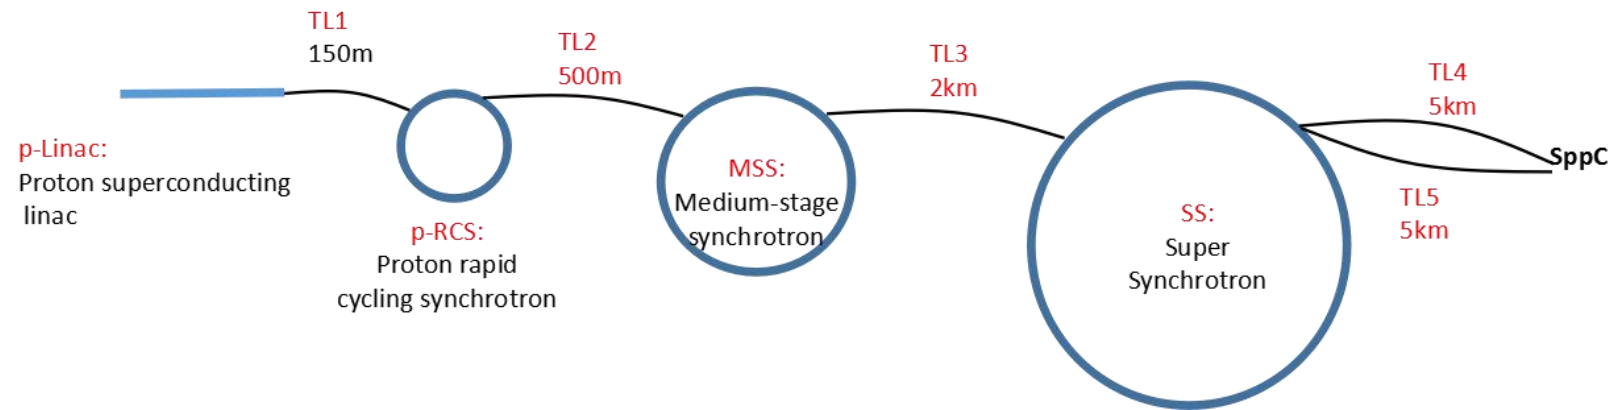 TL1
150m
TL2
500m
TL3
2km
TL4
5km
p-Linac:
Proton superconducting
linac
p-RCS:
Proton rapid
cycling synchrotron
MSS:
Medium-stage
synchrotron
SS:
Super
Synchrotron
SppC
TL5
5km